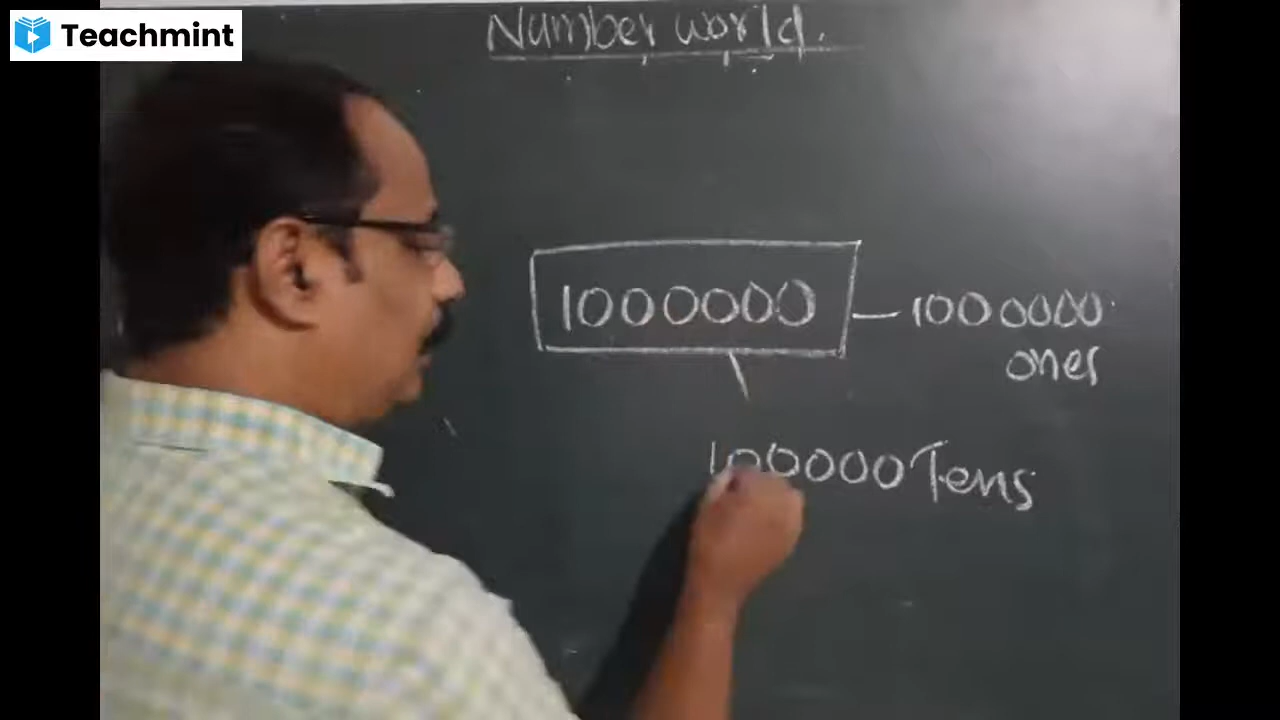 Teachmint
Number world.
1000000 — 1000000
ones
100000 Tens